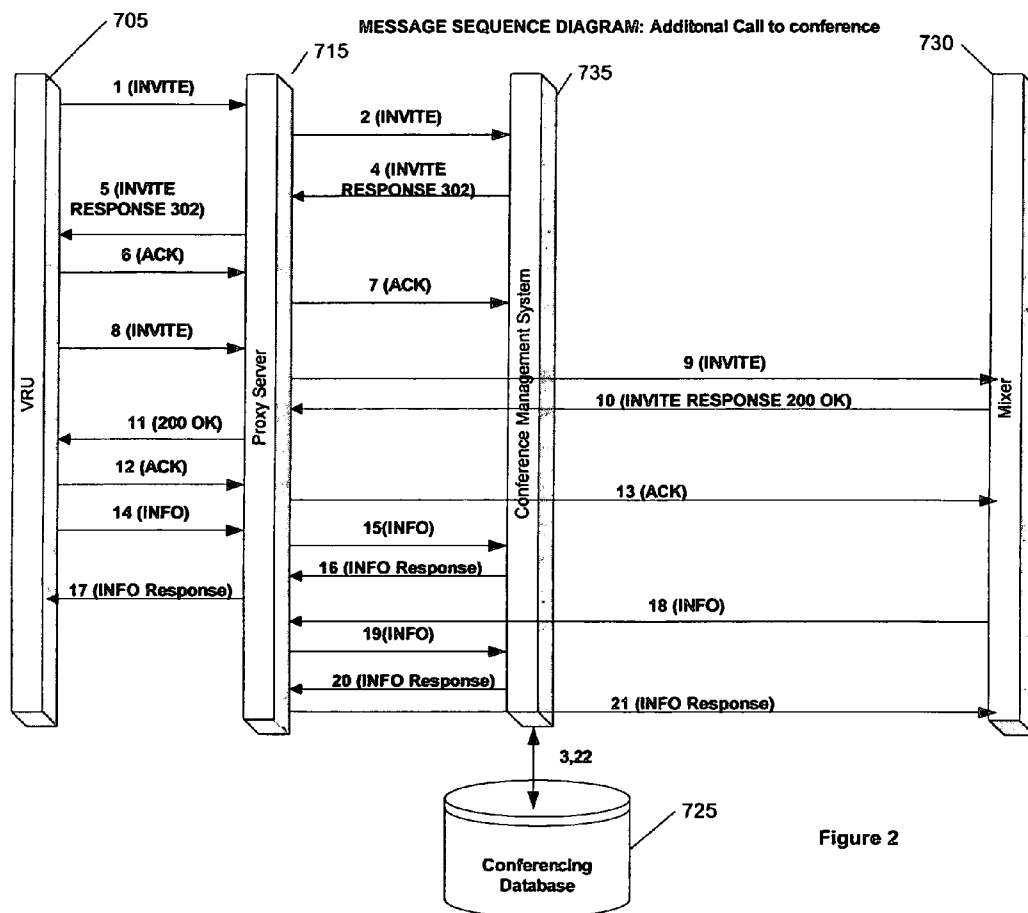 705
MESSAGE SEQUENCE DIAGRAM: Additonal Call to conference
715
735
730
1 (INVITE)
2 (INVITE)
4 (INVITE
RESPONSE 302)
5 (INVITE
RESPONSE 302)
6 (ACK)
7 (ACK)
8 (INVITE)
9 (INVITE)
10 (INVITE RESPONSE 200 OK)
11 (200 OK)
12 (ACK)
13 (ACK)
14 (INFO)
15(INFO)
16 (INFO Response)
17 (INFO Response)
18 (INFO)
19(INFO)
20 (INFO Response)
21 (INFO Response)
VRU
Proxy Server
Conference Management System
Mixer
3,22
725
Conferencing
Database
Figure 2